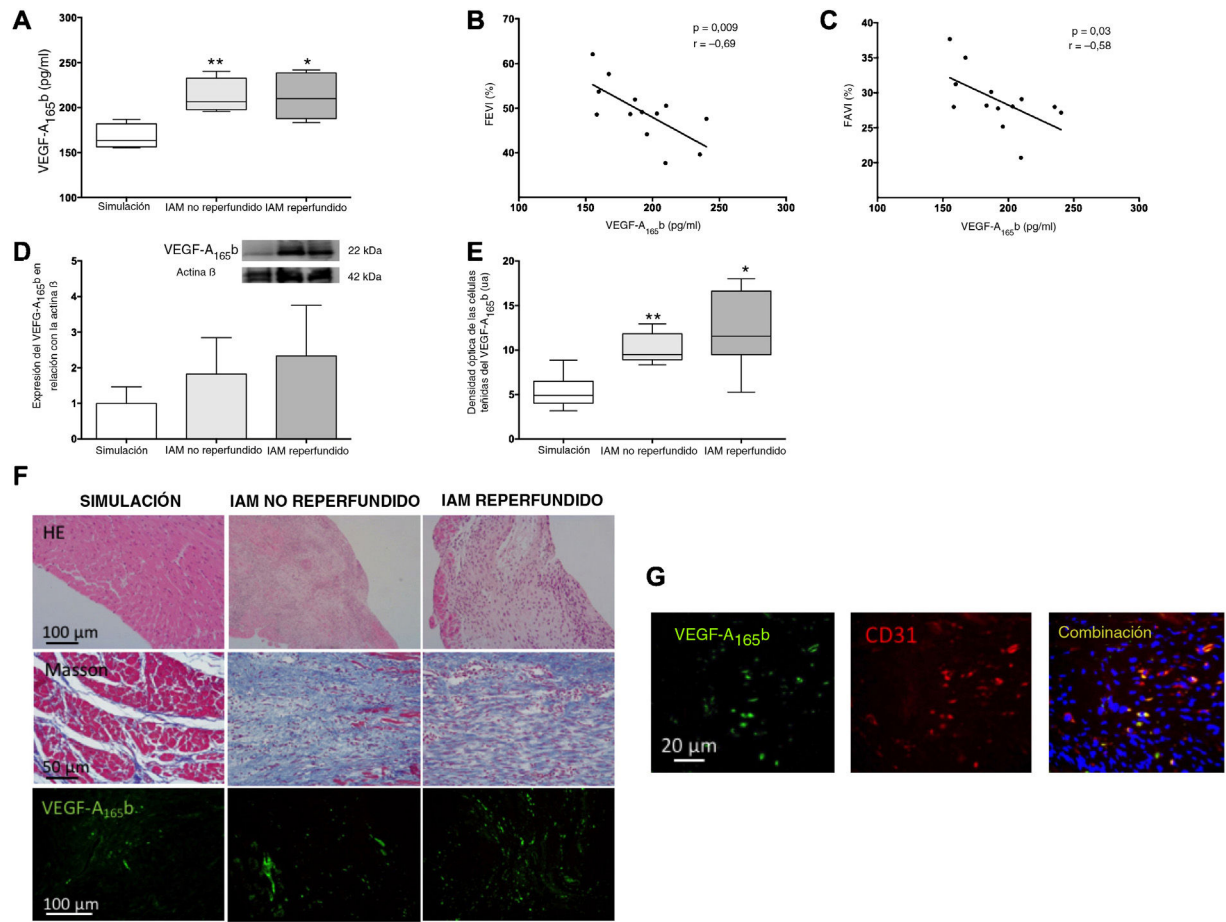 A
VEGF-A165b (pg/ml)
300
250
200
150
100
**
*
Simulación
IAM no reperfundido
IAM reperfundido
B
FEVI (%)
70
60
50
40
30
p = 0,009
r = –0,69
100
150
200
250
300
VEGF-A165b (pg/ml)
C
FAVI (%)
40
35
30
25
20
p = 0,03
r = –0,58
100
150
200
250
300
VEGF-A165b (pg/ml)
D
VEGF-A165b
22 kDa
Actina ß
42 kDa
Expresión del VEFG-A165b en
relación con la actina ß
5
4
3
2
1
0
Simulación
IAM no reperfundido
IAM reperfundido
E
Densidad óptica de las células
teñidas del VEGF-A165b (ua)
20
15
10
5
0
**
*
Simulación
IAM no reperfundido
IAM reperfundido
F
SIMULACIÓN
IAM NO REPERFUNDIDO
IAM REPERFUNDIDO
HE
100 µm
Masson
50 µm
VEGF-A165b
100 µm
G
VEGF-A165b
20 µm
CD31
Combinación